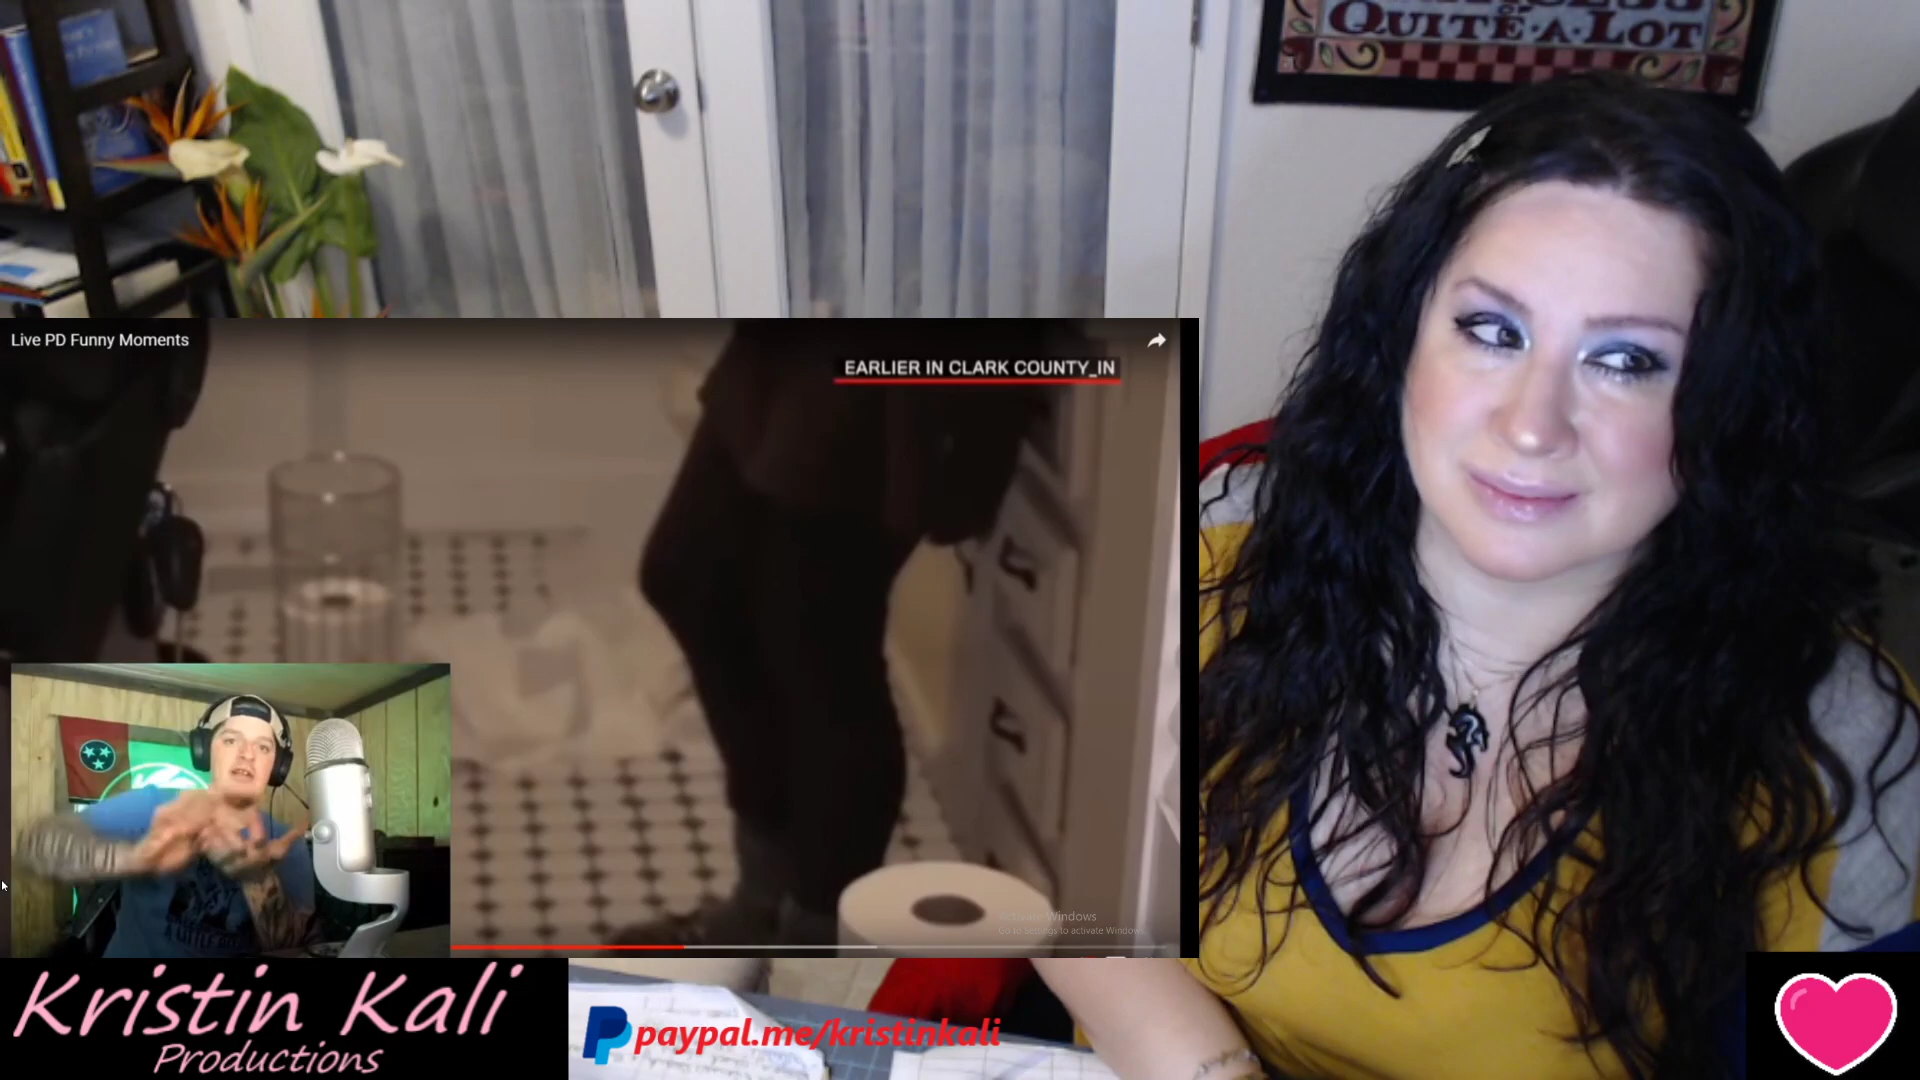 QUITE·A·LOT
Live PD Funny Moments
EARLIER IN CLARK COUNTY_IN
A LITTLE
Activate Windows
Go to Settings to activate Windows.
Kristin Kali
Productions
paypal.me/kristinkali